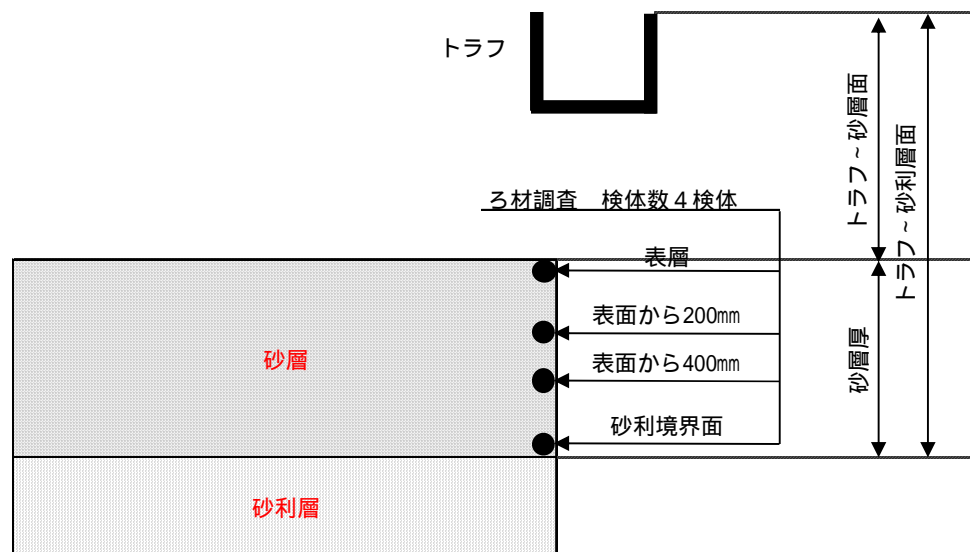 トラフ
ろ材調査 検体数４検体
表層
表面から200㎜
表面から400㎜
砂利境界面
砂層
砂利層
トラフ~砂層面
トラフ~砂利層面
砂層厚